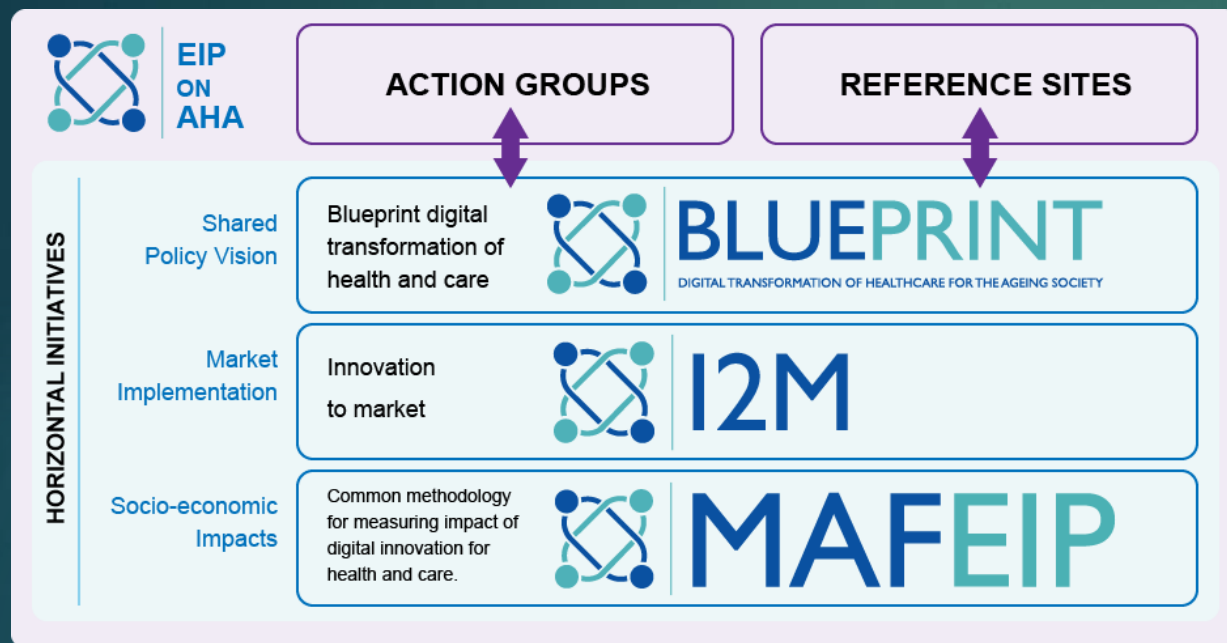 EIP
ON
AHA
ACTION GROUPS
REFERENCE SITES
HORIZONTAL INITIATIVES
Shared
Policy Vision
Blueprint digital
transformation of
health and care
BLUEPRINT
DIGITAL TRANSFORMATION OF HEALTHCARE FOR THE AGEING SOCIETY
Market
Implementation
Innovation
to market
I2M
Socio-economic
Impacts
Common methodology
for measuring impact of
digital innovation for
health and care.
MAFEIP